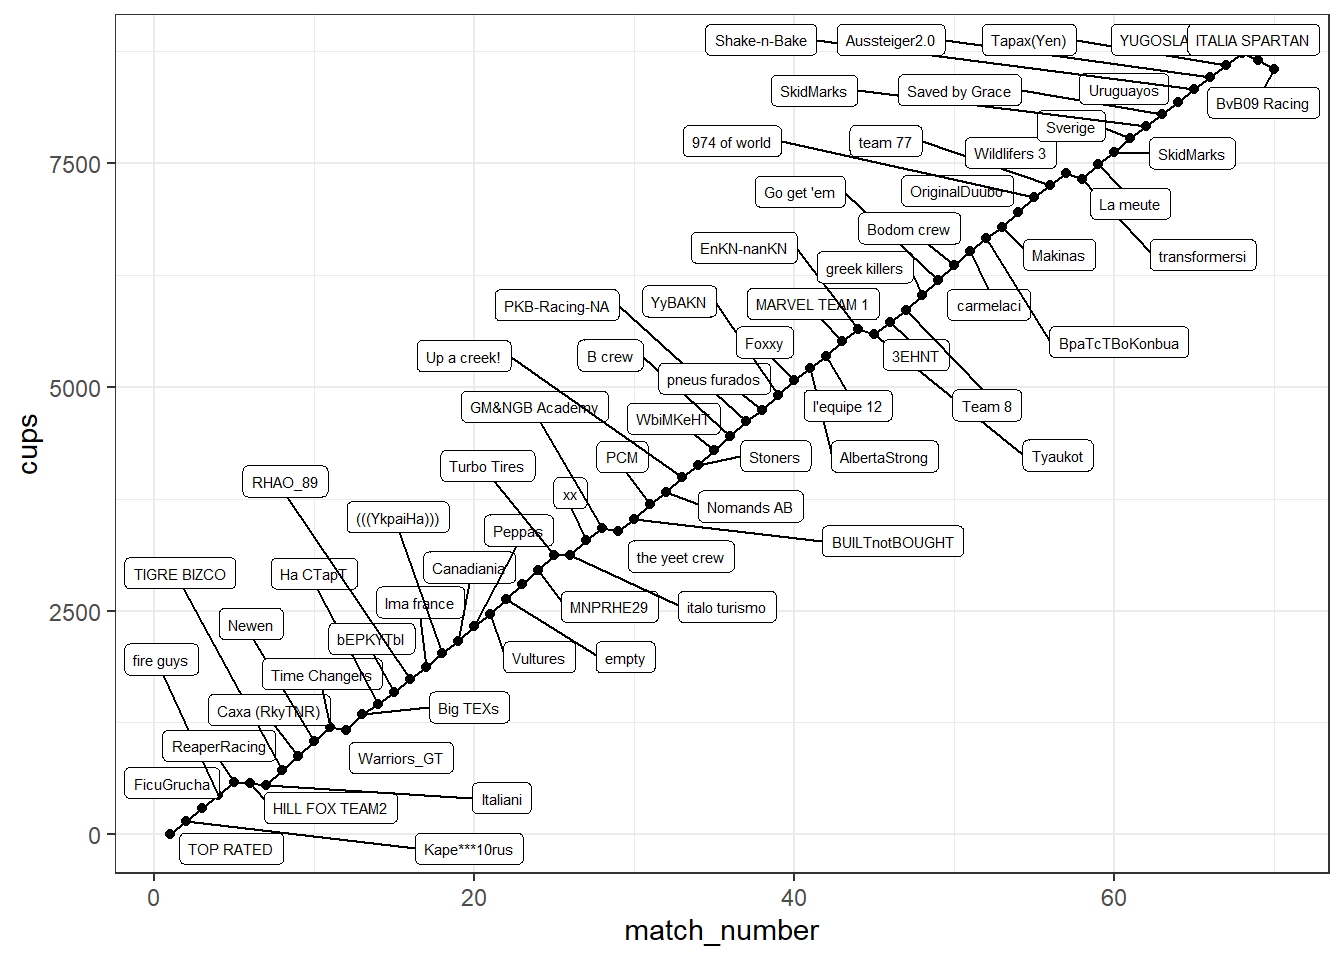 Shake-n-Bake
Aussteiger2.0
Tapax(Yen)
YUGOSLA
ITALIA SPARTAN
SkidMarks
Saved by Grace
Uruguayos
BvB09 Racing
974 of world
team 77
Sverige
Wildlifers 3
SkidMarks
7500
Go get 'em
OriginalDuubo
La meute
EnKN-nanKN
Bodom crew
Makinas
transformersi
greek killers
PKB-Racing-NA
YyBAKN
MARVEL TEAM 1
carmelaci
Up a creek!
B crew
Foxxy
3EHNT
BpaTcTBoKonbua
5000
pneus furados
GM&NGB Academy
WbiMKeHT
l'equipe 12
Team 8
cups
Turbo Tires
PCM
Stoners
AlbertaStrong
Tyaukot
RHAO_89
xx
Nomands AB
(((YkpaiHa)))
Peppas
BUILTnotBOUGHT
the yeet crew
TIGRE BIZCO
Ha CTapT
Canadiania
2500
Ima france
MNPRHE29
italo turismo
Newen
bEPKYTbI
fire guys
Vultures
empty
Time Changers
Caxa (RkyTNR)
Big TEXs
ReaperRacing
Warriors_GT
FicuGrucha
HILL FOX TEAM2
Italiani
0
TOP RATED
Kape***10rus
0
20
40
60
match_number